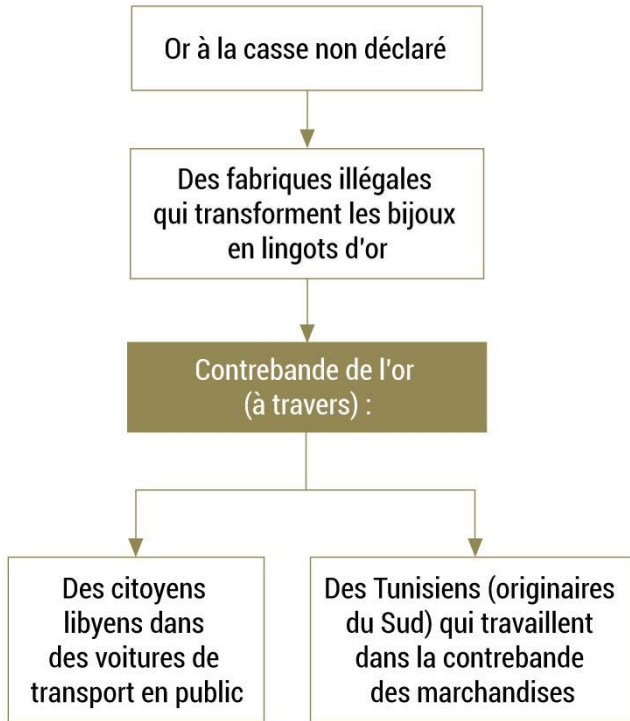 Or à la casse non déclaré
Des fabriques illégales
qui transforment les bijoux
en lingots d'or
Contrebande de l'or
(à travers) :
Des citoyens
libyens dans
des voitures de
transport en public
Des Tunisiens (originaires
du Sud) qui travaillent
dans la contrebande
des marchandises